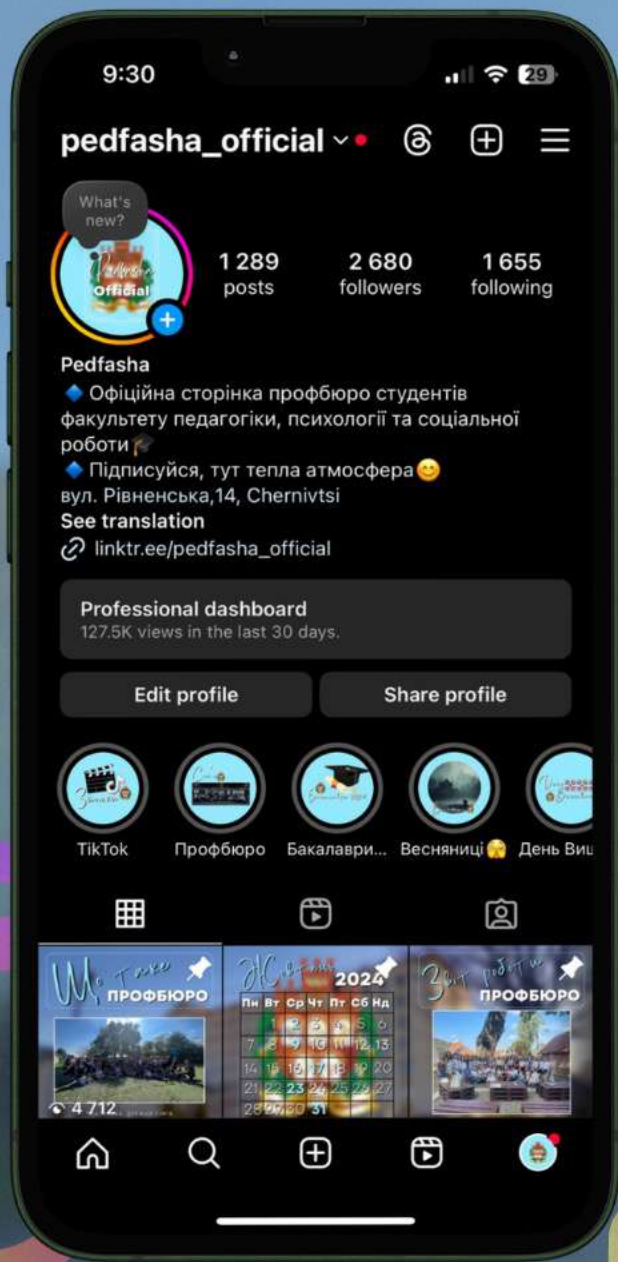 9:30
29
pedfasha_official
What's
new?
Pedfasha
Official
1 289
posts
2 680
followers
1 655
following
Pedfasha
🔹 Офіційна сторінка профбюро студентів
факультету педагогіки, психології та соціальної
роботи🎓
🔹 Підписуйся, тут тепла атмосфера😊
вул. Рівненська,14, Chernivtsi
See translation
linktr.ee/pedfasha_official
Professional dashboard
127.5K views in the last 30 days.
Edit profile
Share profile
TikTok
Профбюро
Бакалаври...
Весняниці🫣
День Виш
Що таке
ПРОФБЮРО
4 712
Жовтень
2024
Пн Вт Ср Чт Пт Сб Нд
1 2 3 4 5 6
7 8 9 10 11 12 13
14 15 16 17 18 19 20
21 22 23 24 25 26 27
28 29 30 31
Звіт роботи
ПРОФБЮРО